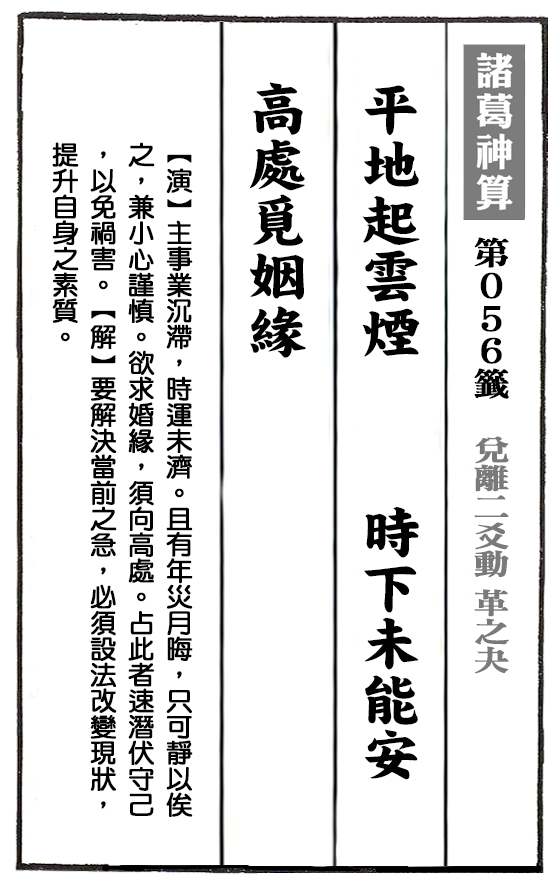 諸葛神算 第056籤 兌離二爻動 革之夬
平地起雲煙 時下未能安
高處覓姻緣
【演】主事業沉滯，時運未濟。且有年災月晦，只可靜以俟
之，兼小心謹慎。欲求婚緣，須向高處。占此者速潛伏守己
，以免禍害。【解】要解決當前之急，必須設法改變現狀，
提升自身之素質。